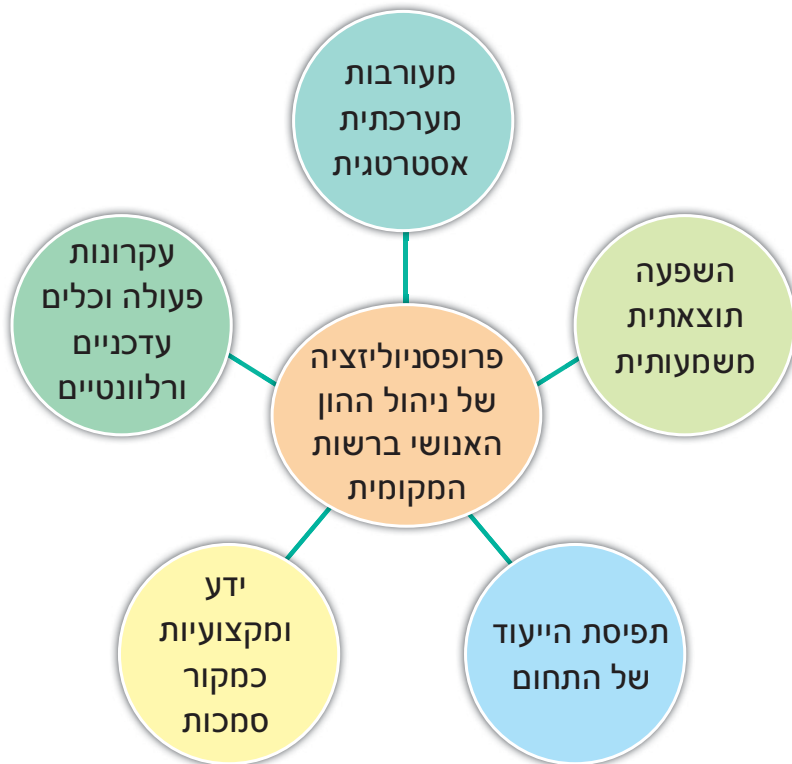 מעורבות
מערכתית
אסטרטגית
השפעה
תוצאתית
משמעותית
תפיסת הייעוד
של התחום
ידע
ומקצועיות
כמקור
סמכות
עקרונות
פעולה וכלים
עדכניים
ורלוונטיים
פרופסניוליזציה
של ניהול ההון
האנושי ברשות
המקומית